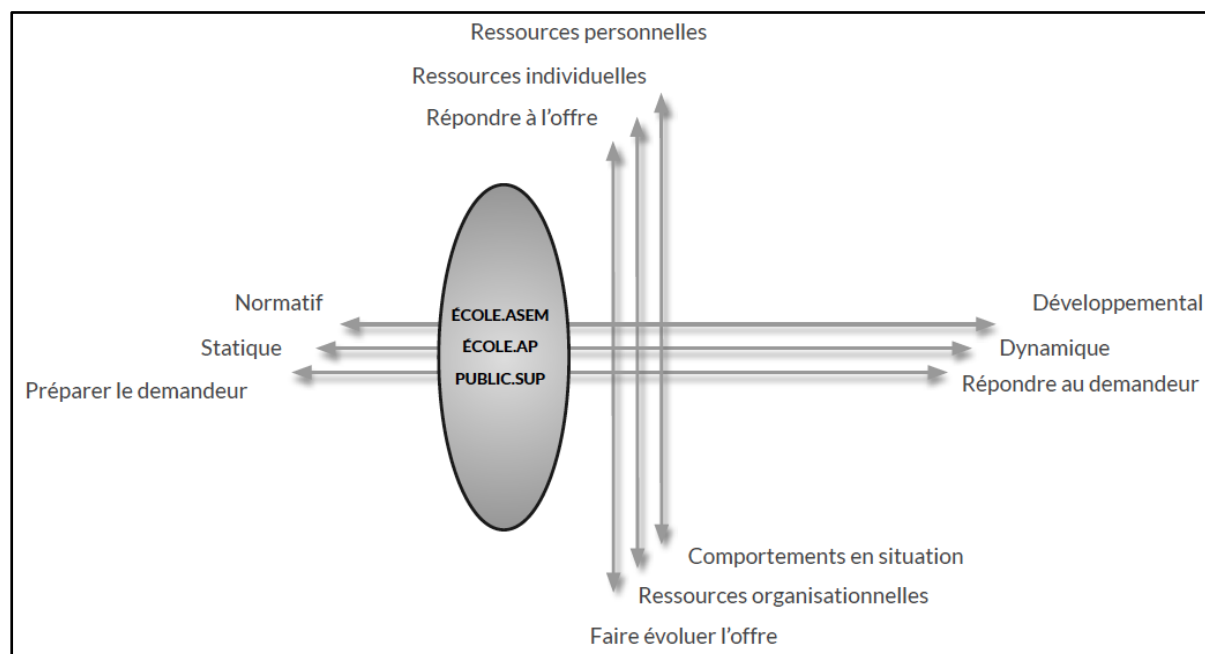 Ressources personnelles
Ressources individuelles
Répondre à l'offre
Normatif
ÉCOLE.ASEM
Développemental
Statique
ÉCOLE.AP
Dynamique
Préparer le demandeur
PUBLIC.SUP
Répondre au demandeur
Comportements en situation
Ressources organisationnelles
Faire évoluer l'offre